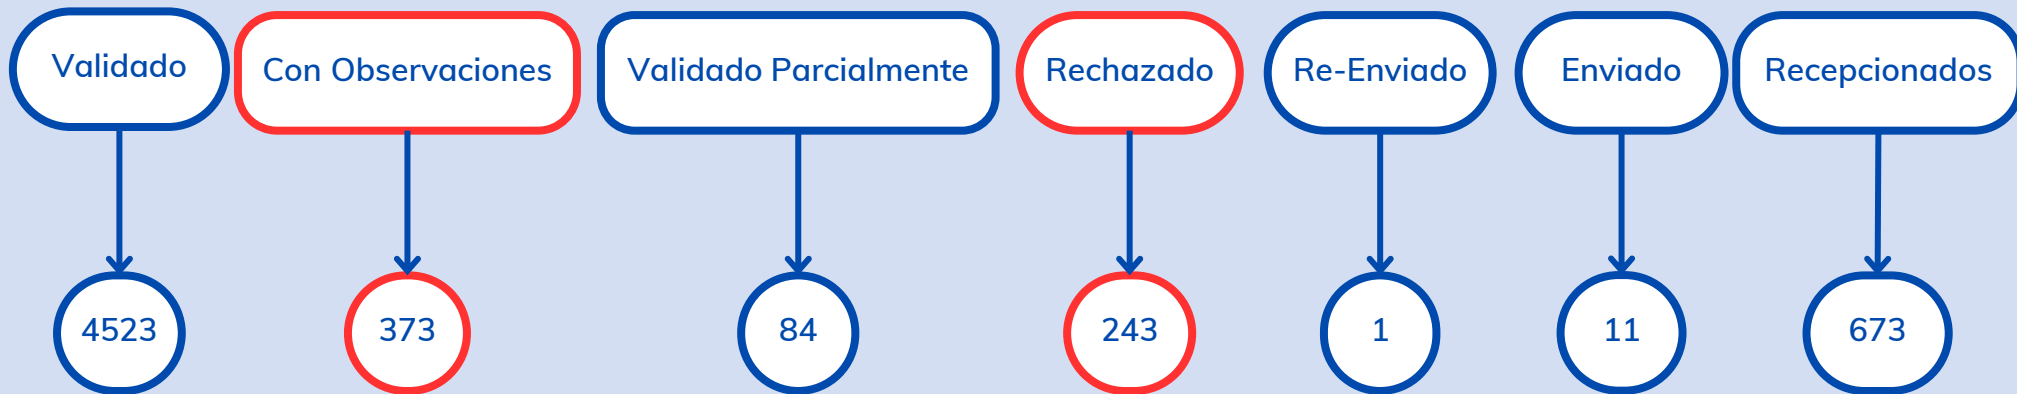 Validado
Con Observaciones
Validado Parcialmente
Rechazado
Re-Enviado
Enviado
Recepcionados
4523
373
84
243
1
11
673